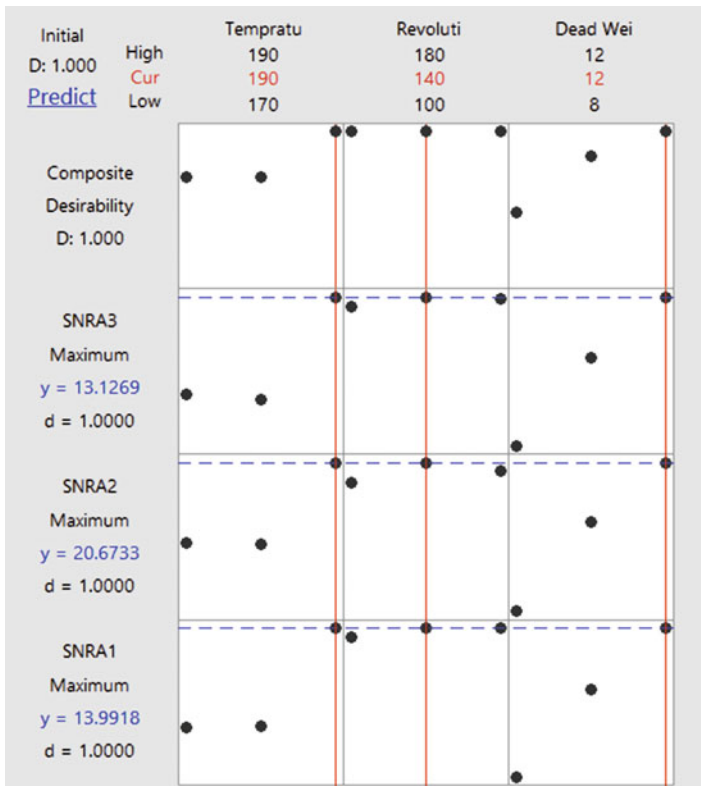 Initial
D: 1.000
Predict
High
Cur
Low
Tempratu
190
190
170
Revoluti
180
140
100
Dead Wei
12
12
8
Composite
Desirability
D: 1.000
SNRA3
Maximum
y = 13.1269
d = 1.0000
SNRA2
Maximum
y = 20.6733
d = 1.0000
SNRA1
Maximum
y = 13.9918
d = 1.0000